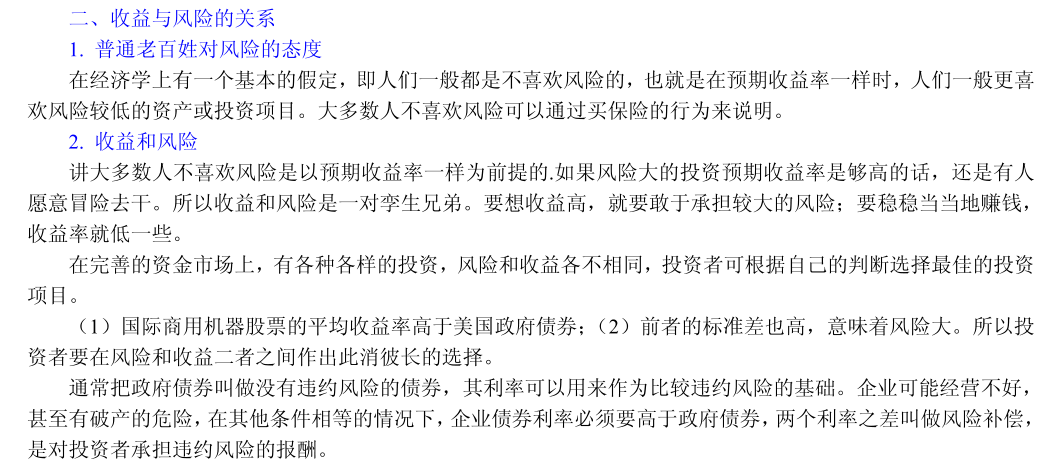 二、收益与风险的关系
1. 普通老百姓对风险的态度
在经济学上有一个基本的假定，即人们一般都是不喜欢风险的，也就是在预期收益率一样时，人们一般更喜
欢风险较低的资产或投资项目。大多数人不喜欢风险可以通过买保险的行为来说明。
2. 收益和风险
讲大多数人不喜欢风险是以预期收益率一样为前提的.如果风险大的投资预期收益率是够高的话，还是有人
愿意冒险去干。所以收益和风险是一对孪生兄弟。要想收益高，就要敢于承担较大的风险；要稳稳当当地赚钱，
收益率就低一些。
在完善的资金市场上，有各种各样的投资，风险和收益各不相同，投资者可根据自己的判断选择最佳的投资
项目。
（1）国际商用机器股票的平均收益率高于美国政府债券；（2）前者的标准差也高，意味着风险大。所以投
资者要在风险和收益二者之间作出此消彼长的选择。
通常把政府债券叫做没有违约风险的债券，其利率可以用来作为比较违约风险的基础。企业可能经营不好，
甚至有破产的危险，在其他条件相等的情况下，企业债券利率必须要高于政府债券，两个利率之差叫做风险补偿，
是对投资者承担违约风险的报酬。